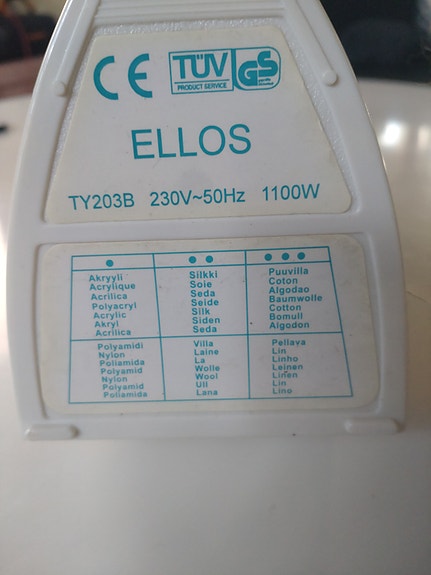 CE TÜV GS
PRODUCT SERVICE
ELLOS
TY203B 230V~50Hz 1100W
• •• •••
Akryyli
Acrylique
Acrilica
Polyacryl
Acrylic
Akryl
Acrilica
Silkki
Soie
Seda
Seide
Silk
Siden
Seda
Puuvilla
Coton
Algodao
Baumwolle
Cotton
Bomull
Algodon
Polyamidi
Nylon
Poliamida
Polyamid
Nylon
Polyamid
Poliamida
Villa
Laine
La
Wolle
Wool
Ull
Lana
Pellava
Lin
Linho
Leinen
Linen
Lin
Lino